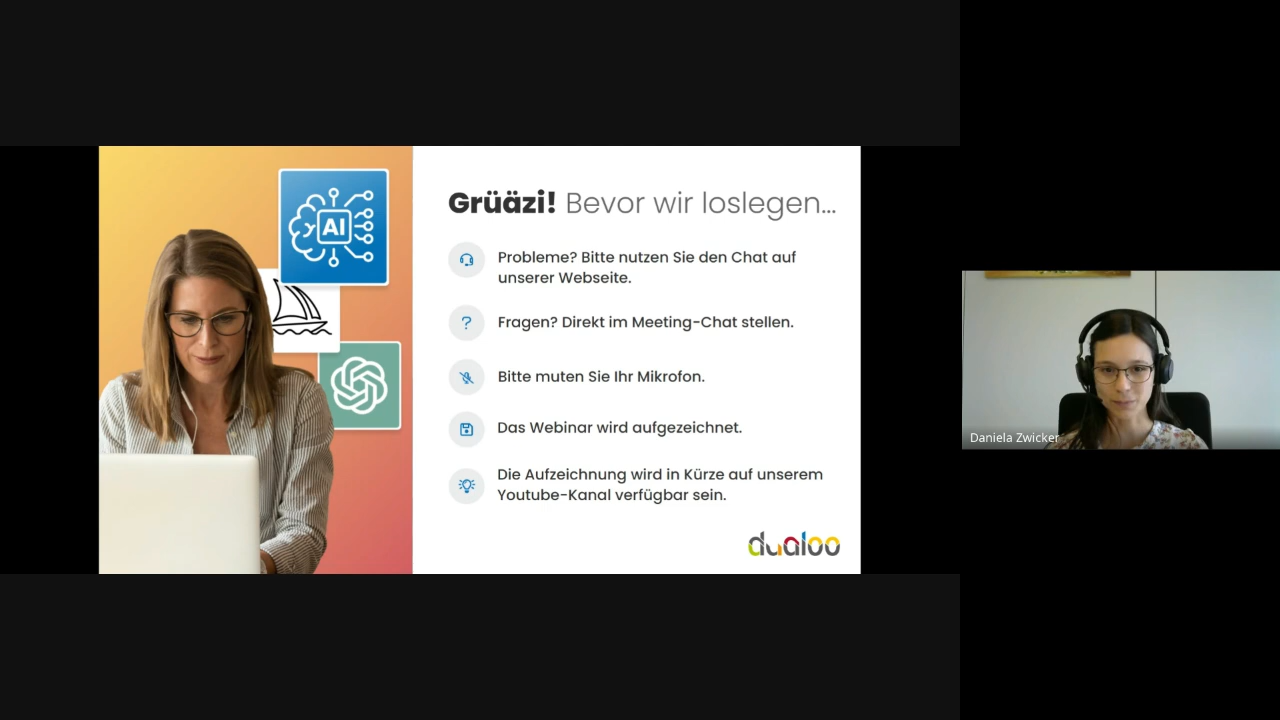 AI
Grüäzi! Bevor wir loslegen...
Probleme? Bitte nutzen Sie den Chat auf
unserer Webseite.
Fragen? Direkt im Meeting-Chat stellen.
Bitte muten Sie Ihr Mikrofon.
Das Webinar wird aufgezeichnet.
Die Aufzeichnung wird in Kürze auf unserem
Youtube-Kanal verfügbar sein.
dualoo
Daniela Zwicker